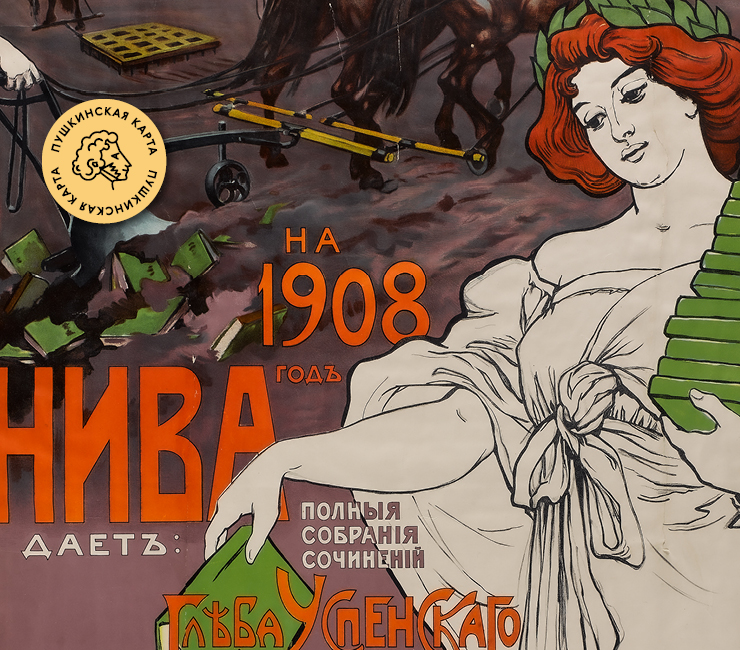 ПУШКИНСКАЯ КАРТА ПУШКИНСКАЯ КАРТА
НА
1908
ГОДЪ
НИВА
ДАЕТЪ:
ПОЛНЫЯ
СОБРАНІЯ
СОЧИНЕНІЙ
ГЛѢБА УСПЕНСКАГО